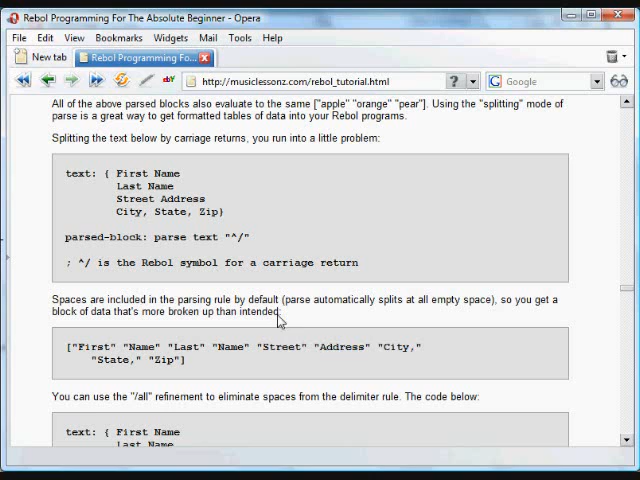 Rebol Programming For The Absolute Beginner - Opera
File Edit View Bookmarks Widgets Mail Tools Help
New tab Rebol Programming Fo...
http://musiclessonz.com/rebol_tutorial.html ? Google
All of the above parsed blocks also evaluate to the same ["apple" "orange" "pear"]. Using the "splitting" mode of
parse is a great way to get formatted tables of data into your Rebol programs.
Splitting the text below by carriage returns, you run into a little problem:
text: { First Name
Last Name
Street Address
City, State, Zip}
parsed-block: parse text "^/"
; ^/ is the Rebol symbol for a carriage return
Spaces are included in the parsing rule by default (parse automatically splits at all empty space), so you get a
block of data that's more broken up than intended:
["First" "Name" "Last" "Name" "Street" "Address" "City,"
"State," "Zip"]
You can use the "/all" refinement to eliminate spaces from the delimiter rule. The code below:
text: { First Name
Last Name